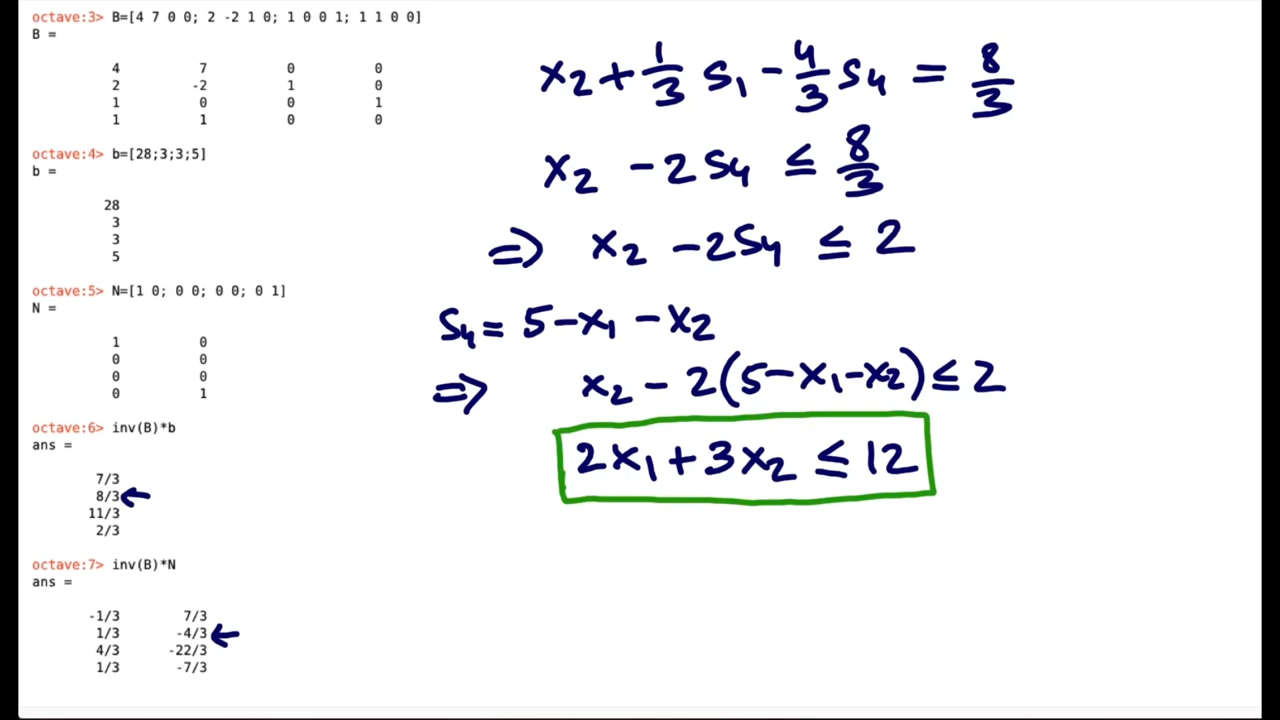 octave:3> B=[4 7 0 0; 2 -2 1 0; 1 0 0 1; 1 1 0 0]
B =
4 7 0 0
2 -2 1 0
1 0 0 1
1 1 0 0
octave:4> b=[28;3;3;5]
b =
28
3
3
5
octave:5> N=[1 0; 0 0; 0 0; 0 1]
N =
1 0
0 0
0 0
0 1
octave:6> inv(B)*b
ans =
7/3
8/3
11/3
2/3
octave:7> inv(B)*N
ans =
-1/3 7/3
1/3 -4/3
4/3 -22/3
1/3 -7/3
x₂ + 1/3 s₁ - 4/3 s₄ = 8/3
x₂ - 2s₄ ≤ 8/3
⇒ x₂ - 2s₄ ≤ 2
s₄ = 5 - x₁ - x₂
⇒ x₂ - 2(5 - x₁ - x₂) ≤ 2
2x₁ + 3x₂ ≤ 12